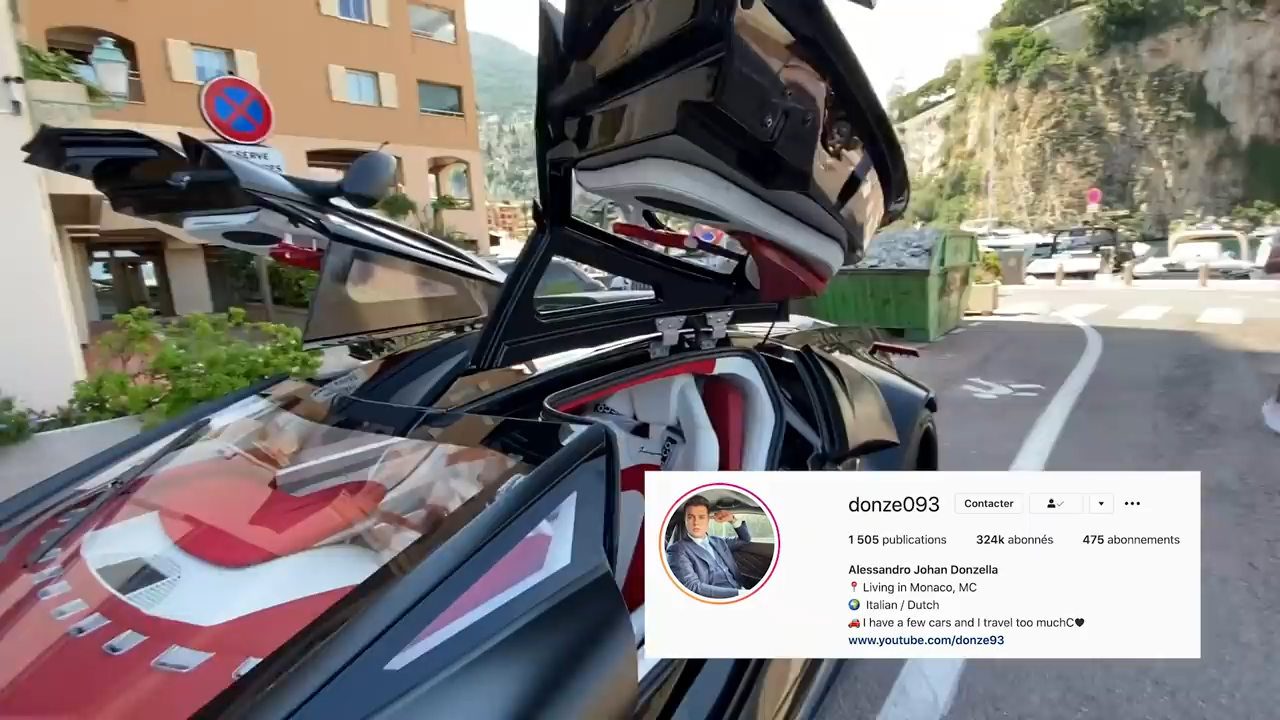 donze093 Contacter
1 505 publications 324k abonnés 475 abonnements
Alessandro Johan Donzella
Living in Monaco, MC
Italian / Dutch
I have a few cars and I travel too muchC
www.youtube.com/donze93